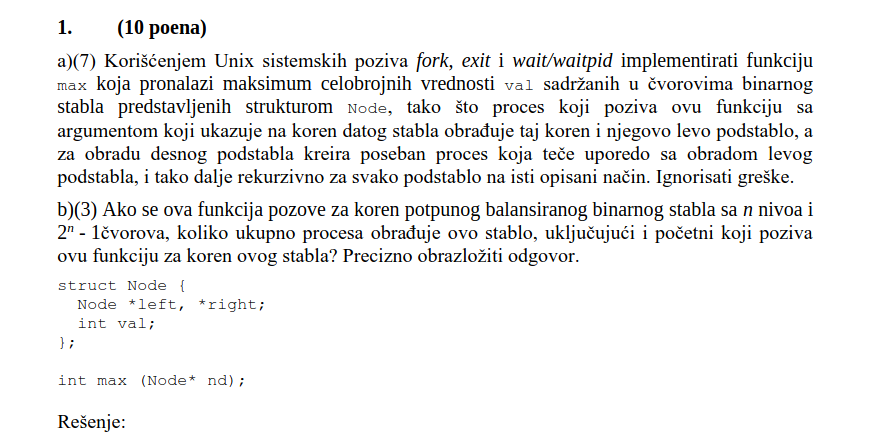 1. (10 poena)
a)(7) Korišćenjem Unix sistemskih poziva fork, exit i wait/waitpid implementirati funkciju
max koja pronalazi maksimum celobrojnih vrednosti val sadržanih u čvorovima binarnog
stabla predstavljenih strukturom Node, tako što proces koji poziva ovu funkciju sa
argumentom koji ukazuje na koren datog stabla obrađuje taj koren i njegovo levo podstablo, a
za obradu desnog podstabla kreira poseban proces koja teče uporedo sa obradom levog
podstabla, i tako dalje rekurzivno za svako podstablo na isti opisani način. Ignorisati greške.
b)(3) Ako se ova funkcija pozove za koren potpunog balansiranog binarnog stabla sa n nivoa i
2ⁿ - 1čvorova, koliko ukupno procesa obrađuje ovo stablo, uključujući i početni koji poziva
ovu funkciju za koren ovog stabla? Precizno obrazložiti odgovor.
struct Node {
  Node *left, *right;
  int val;
};
int max (Node* nd);
Rešenje: